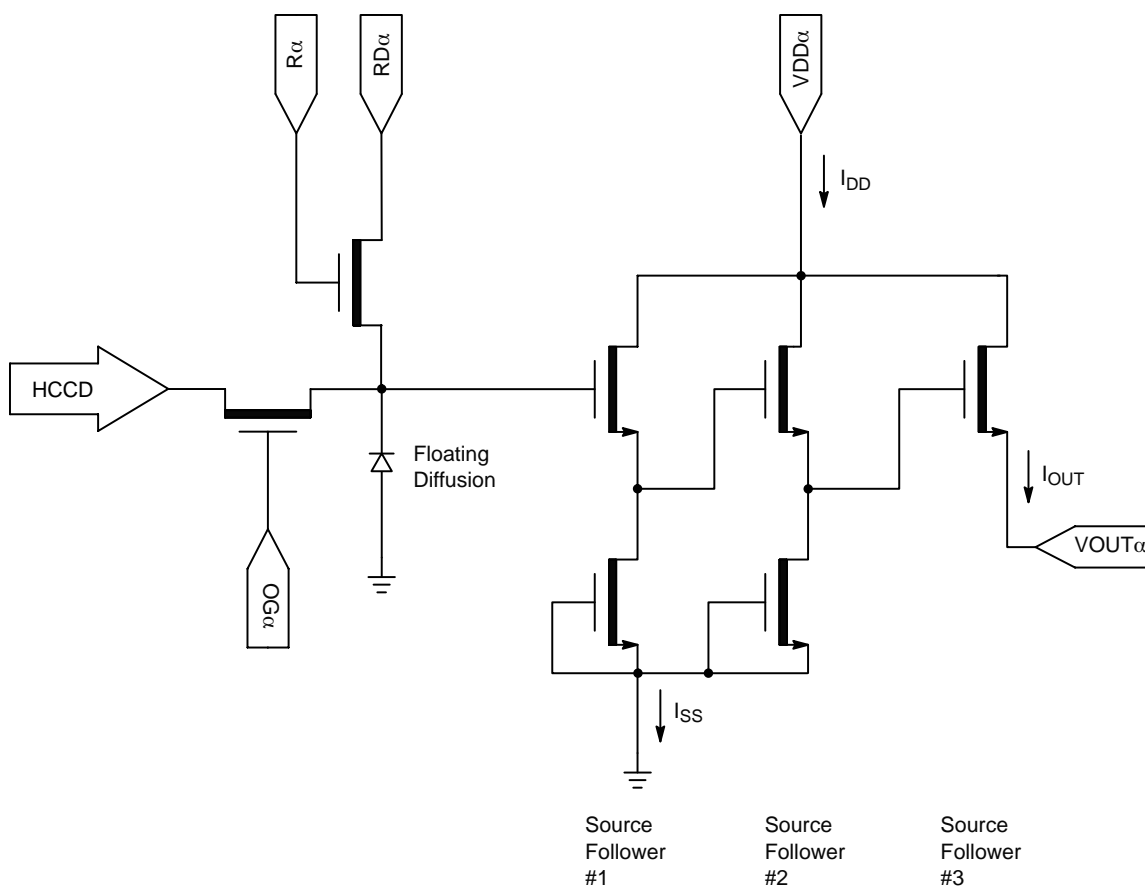 Rα
RDα
VDDα
IDD
HCCD
Floating
Diffusion
IOUT
VOUTα
OGα
ISS
Source
Follower
#1
Source
Follower
#2
Source
Follower
#3